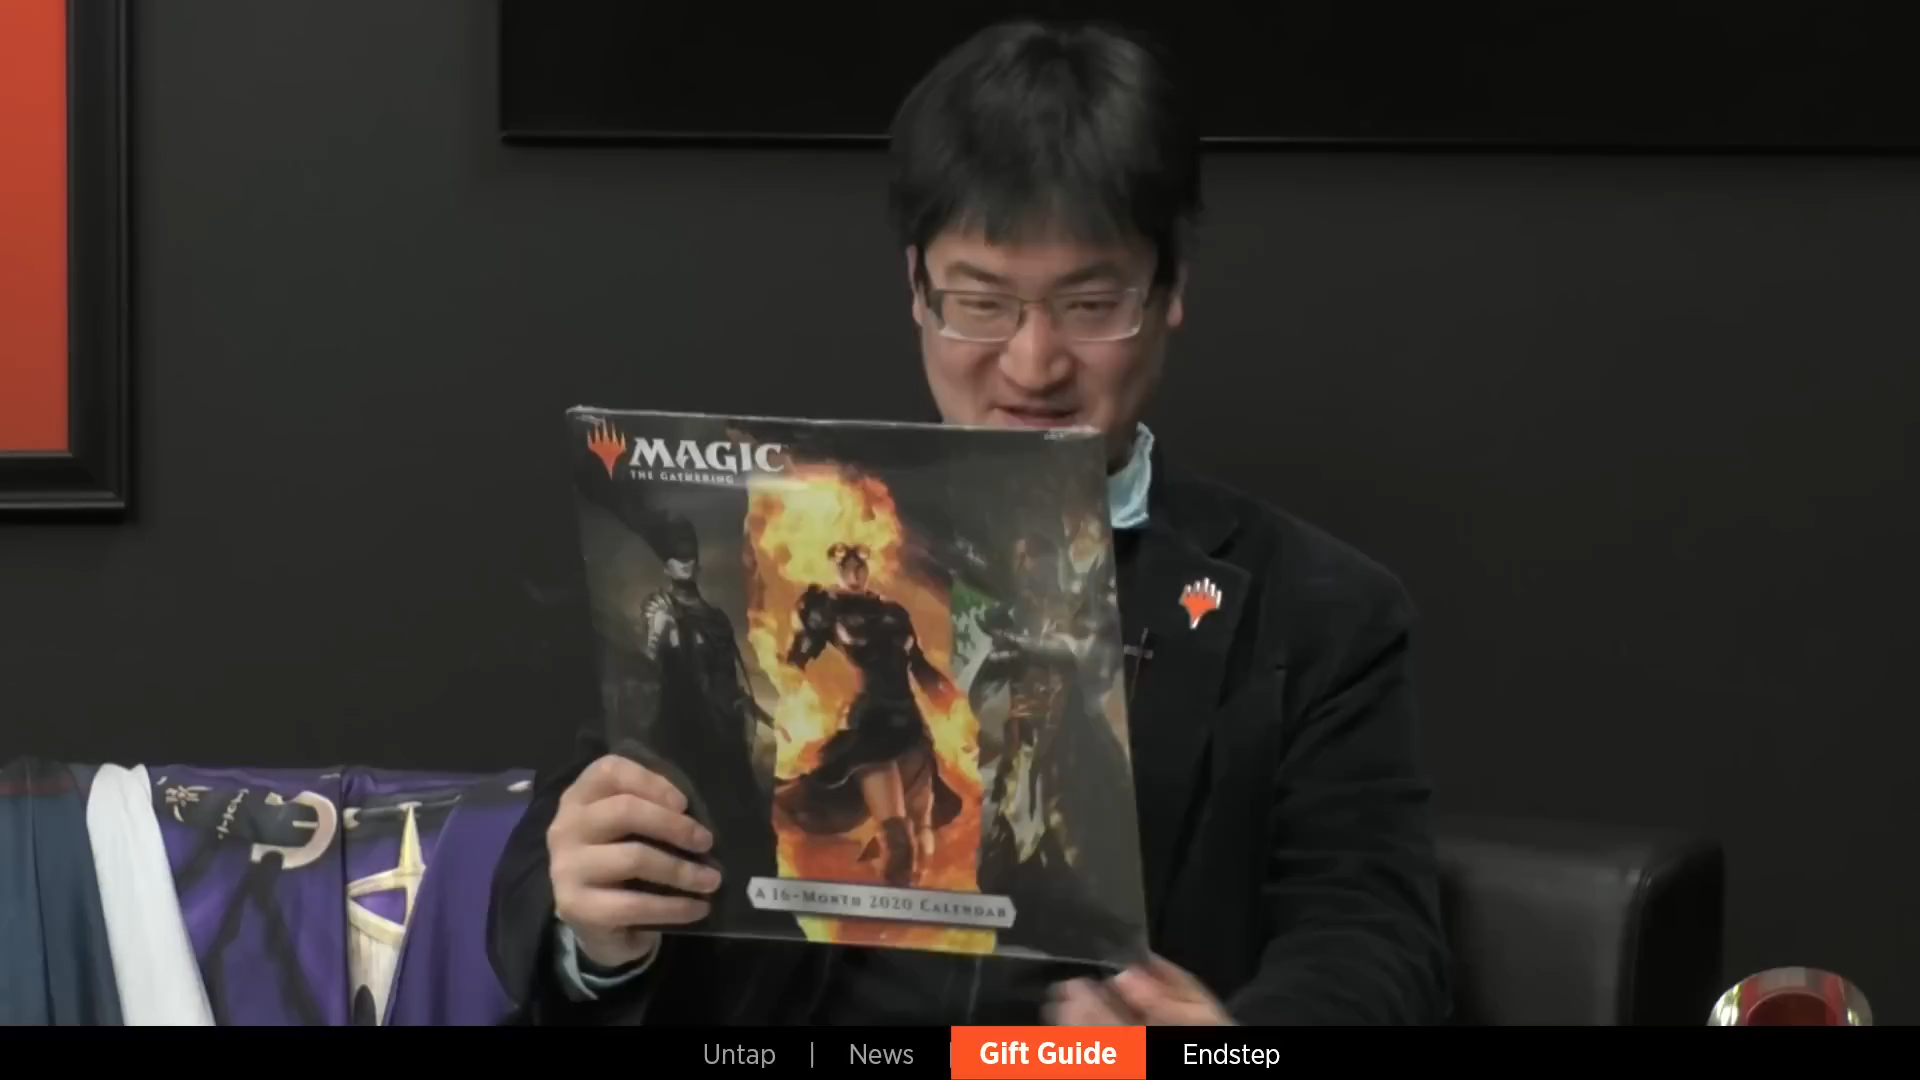 MAGIC
THE GATHERING
A 16-MONTH 2020 CALENDAR
Untap | News | Gift Guide Endstep